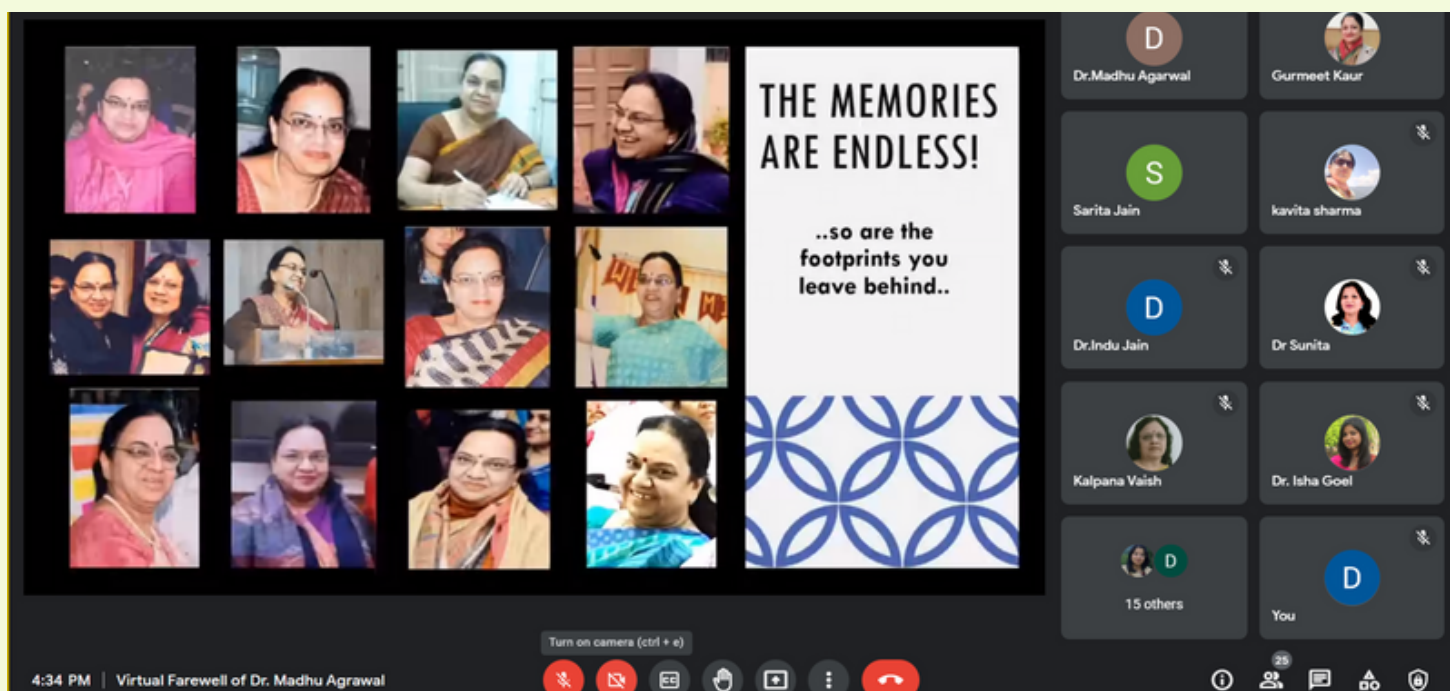 THE MEMORIES
ARE ENDLESS!
..so are the
footprints you
leave behind..
D
Dr.Madhu Agarwal
Gurmeet Kaur
S
Sarita Jain
kavita sharma
D
Dr.Indu Jain
Dr Sunita
Kalpana Vaish
Dr. Isha Goel
D
15 others
D
You
Turn on camera (ctrl + e)
4:34 PM | Virtual Farewell of Dr. Madhu Agrawal
CC
25